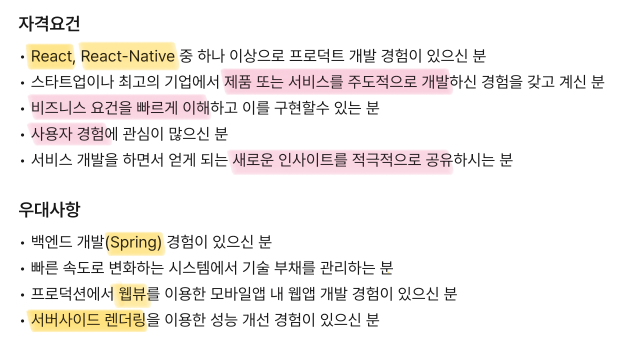 자격요건
• React, React-Native 중 하나 이상으로 프로덕트 개발 경험이 있으신 분
• 스타트업이나 최고의 기업에서 제품 또는 서비스를 주도적으로 개발하신 경험을 갖고 계신 분
• 비즈니스 요건을 빠르게 이해하고 이를 구현할수 있는 분
• 사용자 경험에 관심이 많으신 분
• 서비스 개발을 하면서 얻게 되는 새로운 인사이트를 적극적으로 공유하시는 분
우대사항
• 백엔드 개발(Spring) 경험이 있으신 분
• 빠른 속도로 변화하는 시스템에서 기술 부채를 관리하는 분
• 프로덕션에서 웹뷰를 이용한 모바일앱 내 웹앱 개발 경험이 있으신 분
• 서버사이드 렌더링을 이용한 성능 개선 경험이 있으신 분